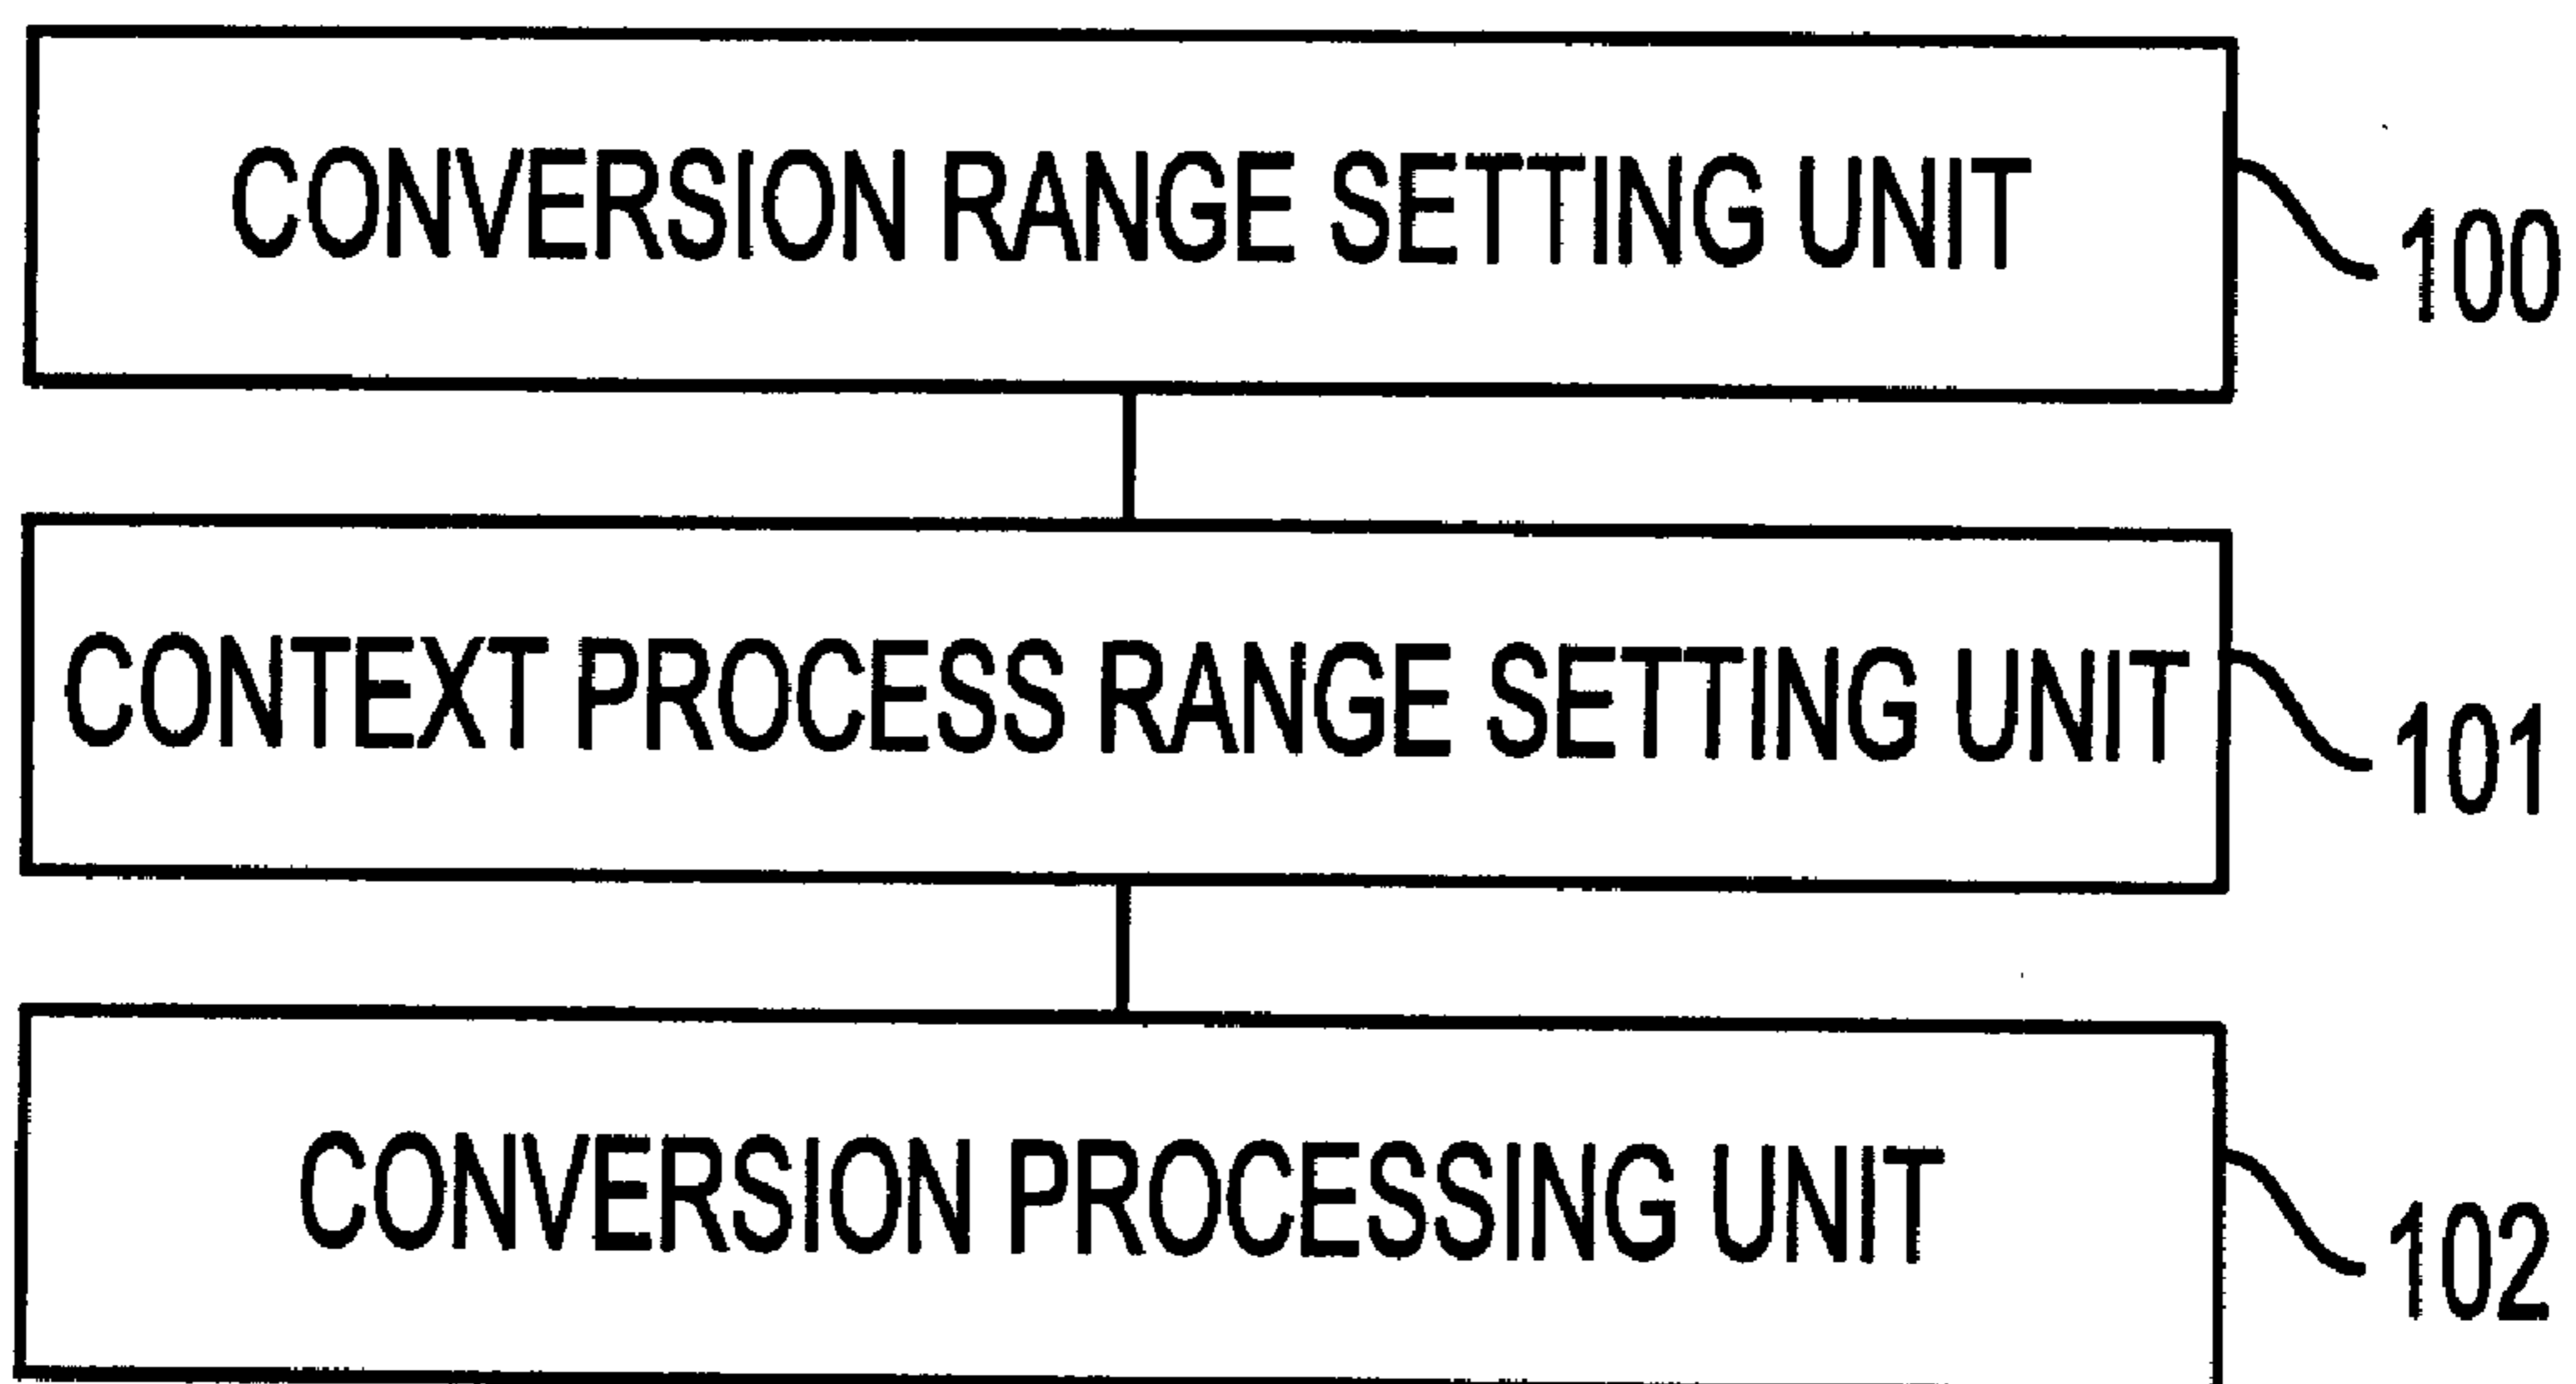 CONVERSION RANGE SETTING UNIT
100
CONTEXT PROCESS RANGE SETTING UNIT
101
CONVERSION PROCESSING UNIT
102